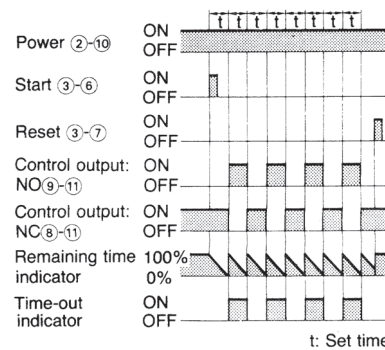 t t t t t t t t
Power ②-⑩ ON OFF
Start ③-⑥ ON OFF
Reset ③-⑦ ON OFF
Control output: NO⑨-⑪ ON OFF
Control output: NC⑧-⑪ ON OFF
Remaining time indicator 100% 0%
Time-out indicator ON OFF
t: Set time